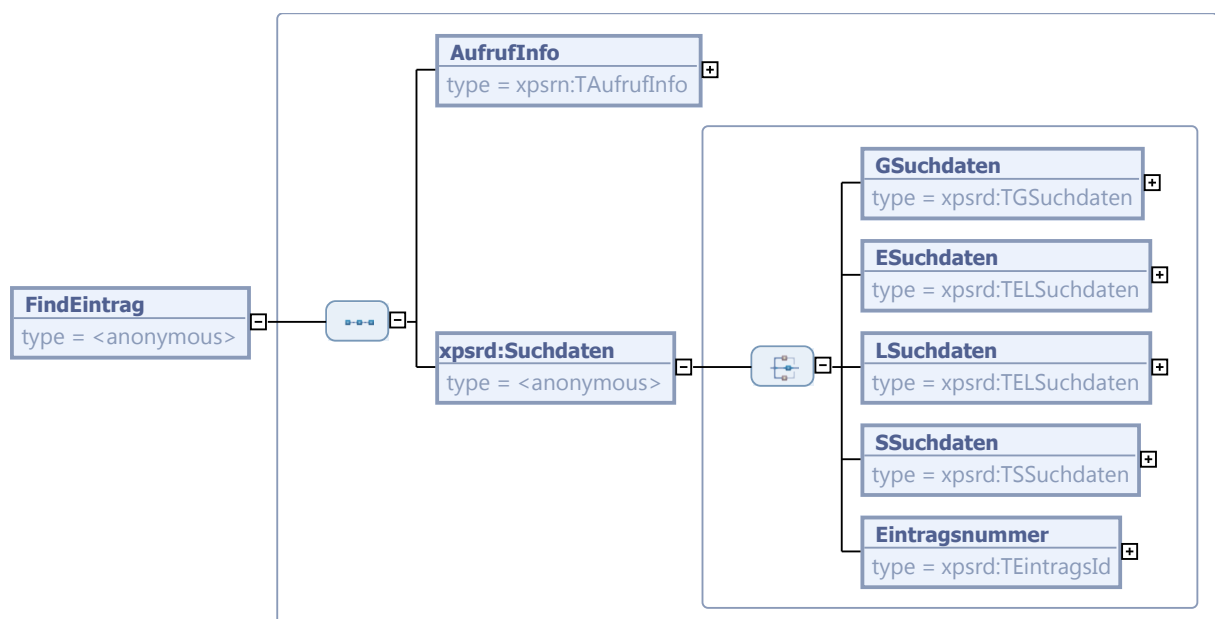 AufrufInfo
type = xpsrn:TAufrufInfo
GSuchdaten
type = xpsrd:TGSuchdaten
ESuchdaten
type = xpsrd:TELSuchdaten
FindEintrag
type = <anonymous>
xpsrd:Suchdaten
type = <anonymous>
LSuchdaten
type = xpsrd:TELSuchdaten
SSuchdaten
type = xpsrd:TSSuchdaten
Eintragsnummer
type = xpsrd:TEintragsId